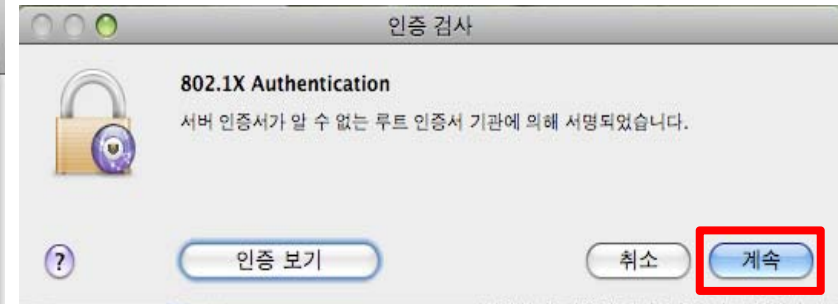 인증 검사
802.1X Authentication
서버 인증서가 알 수 없는 루트 인증서 기관에 의해 서명되었습니다.
?
인증 보기
취소
계속